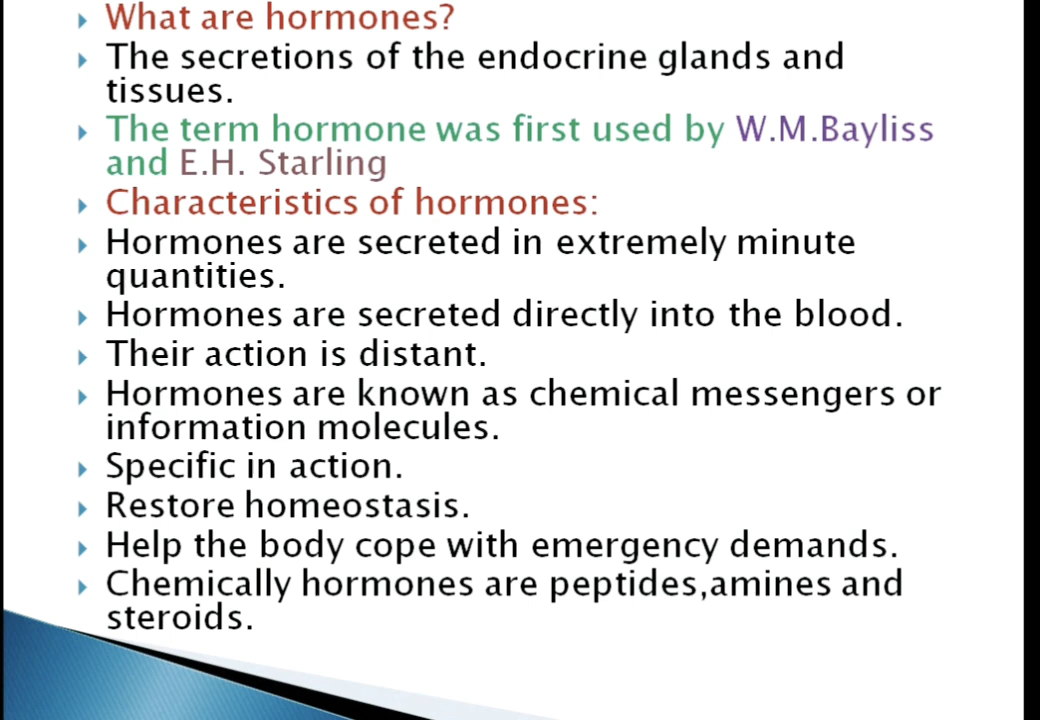 What are hormones?
The secretions of the endocrine glands and
tissues.
The term hormone was first used by W.M.Bayliss
and E.H. Starling
Characteristics of hormones:
Hormones are secreted in extremely minute
quantities.
Hormones are secreted directly into the blood.
Their action is distant.
Hormones are known as chemical messengers or
information molecules.
Specific in action.
Restore homeostasis.
Help the body cope with emergency demands.
Chemically hormones are peptides,amines and
steroids.